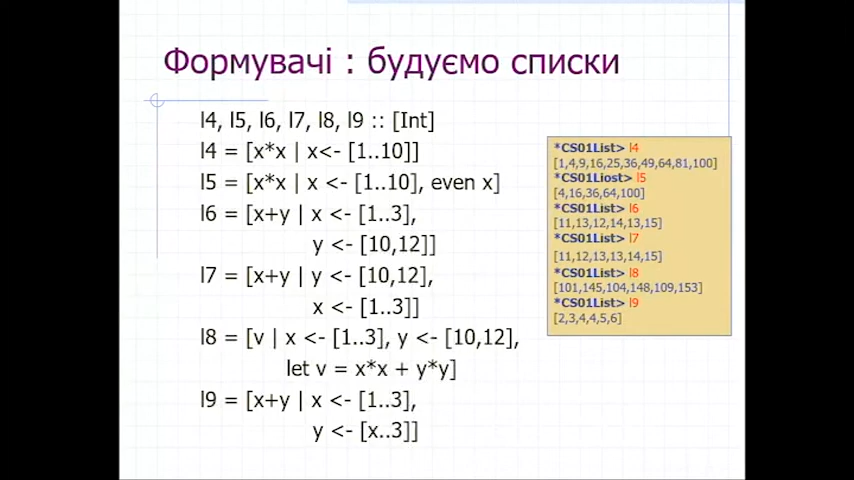 Формувачі : будуємо списки
l4, l5, l6, l7, l8, l9 :: [Int]
l4 = [x*x | x<- [1..10]]
l5 = [x*x | x <- [1..10], even x]
l6 = [x+y | x <- [1..3],
y <- [10,12]]
l7 = [x+y | y <- [10,12],
x <- [1..3]]
l8 = [v | x <- [1..3], y <- [10,12],
let v = x*x + y*y]
l9 = [x+y | x <- [1..3],
y <- [x..3]]
*CS01List> l4
[1,4,9,16,25,36,49,64,81,100]
*CS01Liost> l5
[4,16,36,64,100]
*CS01List> l6
[11,13,12,14,13,15]
*CS01List> l7
[11,12,13,13,14,15]
*CS01List> l8
[101,145,104,148,109,153]
*CS01List> l9
[2,3,4,4,5,6]